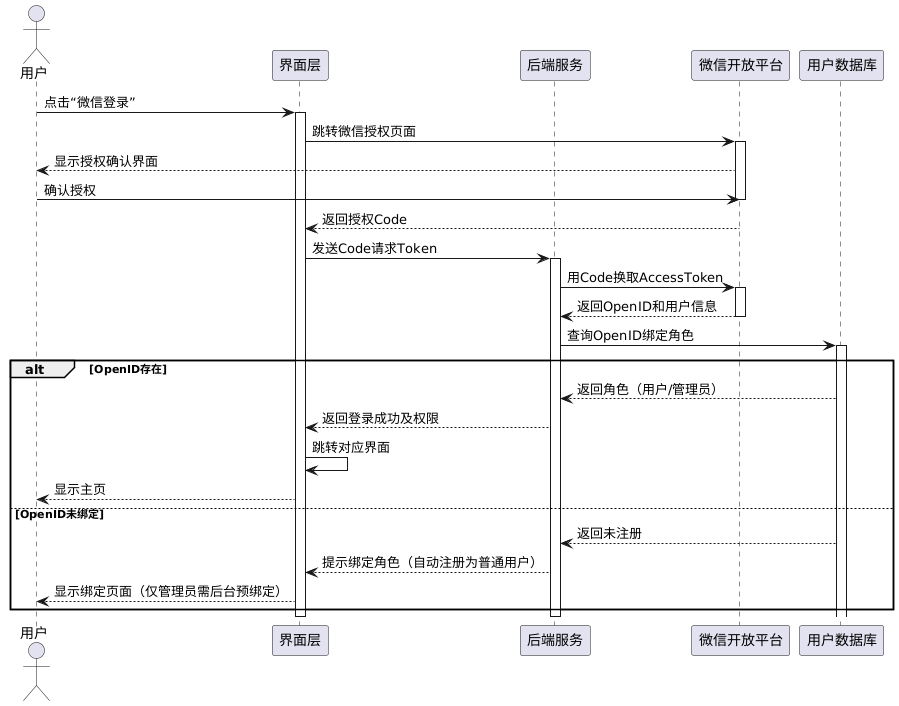 用户
界面层
后端服务
微信开放平台
用户数据库
点击“微信登录”
跳转微信授权页面
显示授权确认界面
确认授权
返回授权Code
发送Code请求Token
用Code换取AccessToken
返回OpenID和用户信息
查询OpenID绑定角色
alt
[OpenID存在]
返回角色（用户/管理员）
返回登录成功及权限
跳转对应界面
显示主页
[OpenID未绑定]
返回未注册
提示绑定角色（自动注册为普通用户）
显示绑定页面（仅管理员需后台预绑定）
用户
界面层
后端服务
微信开放平台
用户数据库